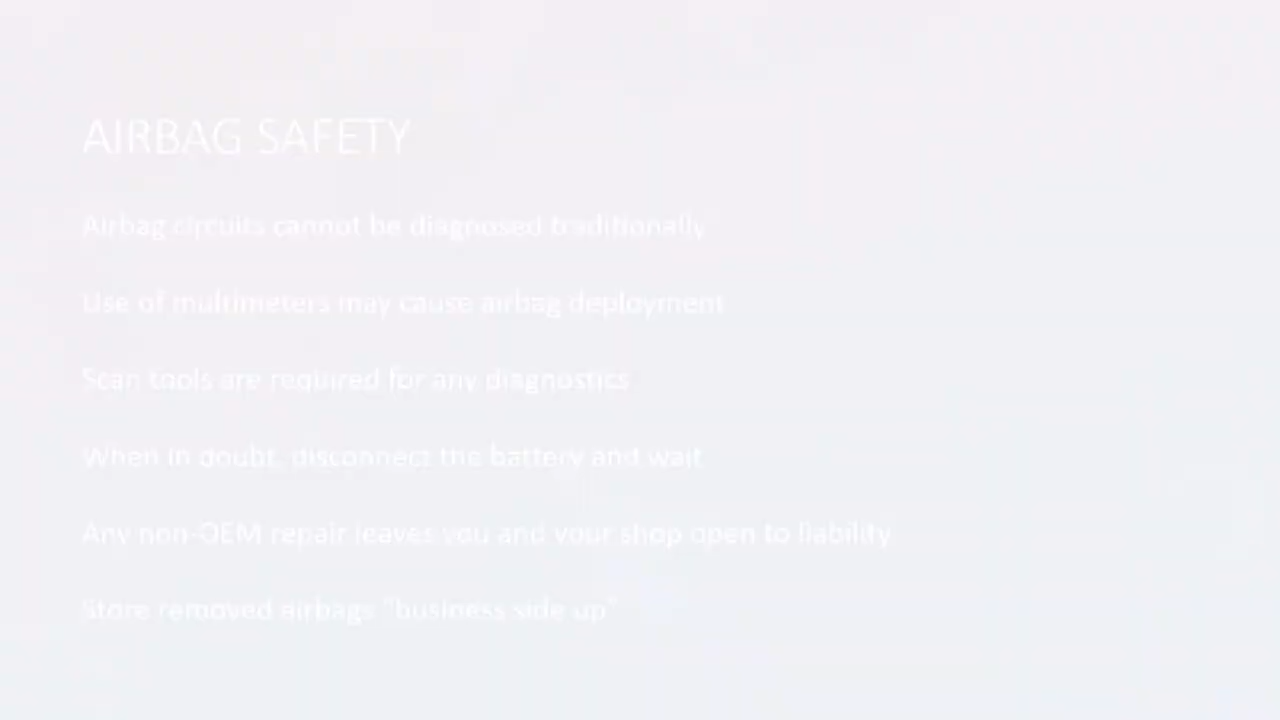 AIRBAG SAFETY
Airbag circuits cannot be diagnosed traditionally
Use of multimeters may cause airbag deployment
Scan tools are required for any diagnostics
When in doubt, disconnect the battery and wait
Any non-OEM repair leaves you and your shop open to liability
Store removed airbags "business side up"